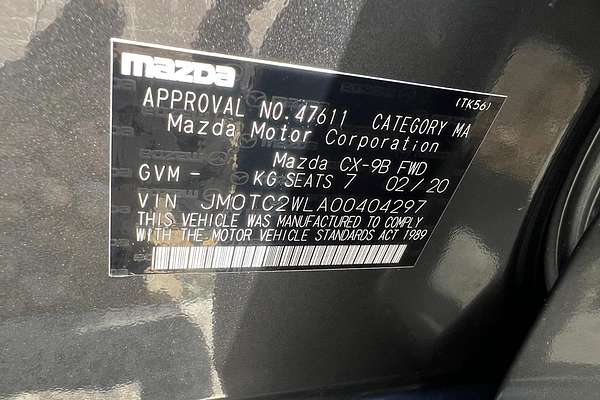 mazda
(TK56)
APPROVAL NO. 47611 CATEGORY MA
Mazda Motor Corporation
Mazda CX-9B FWD
GVM - KG SEATS 7 02/20
VIN JM0TC2WLA00404297
THIS VEHICLE WAS MANUFACTURED TO COMPLY
WITH THE MOTOR VEHICLE STANDARDS ACT 1989